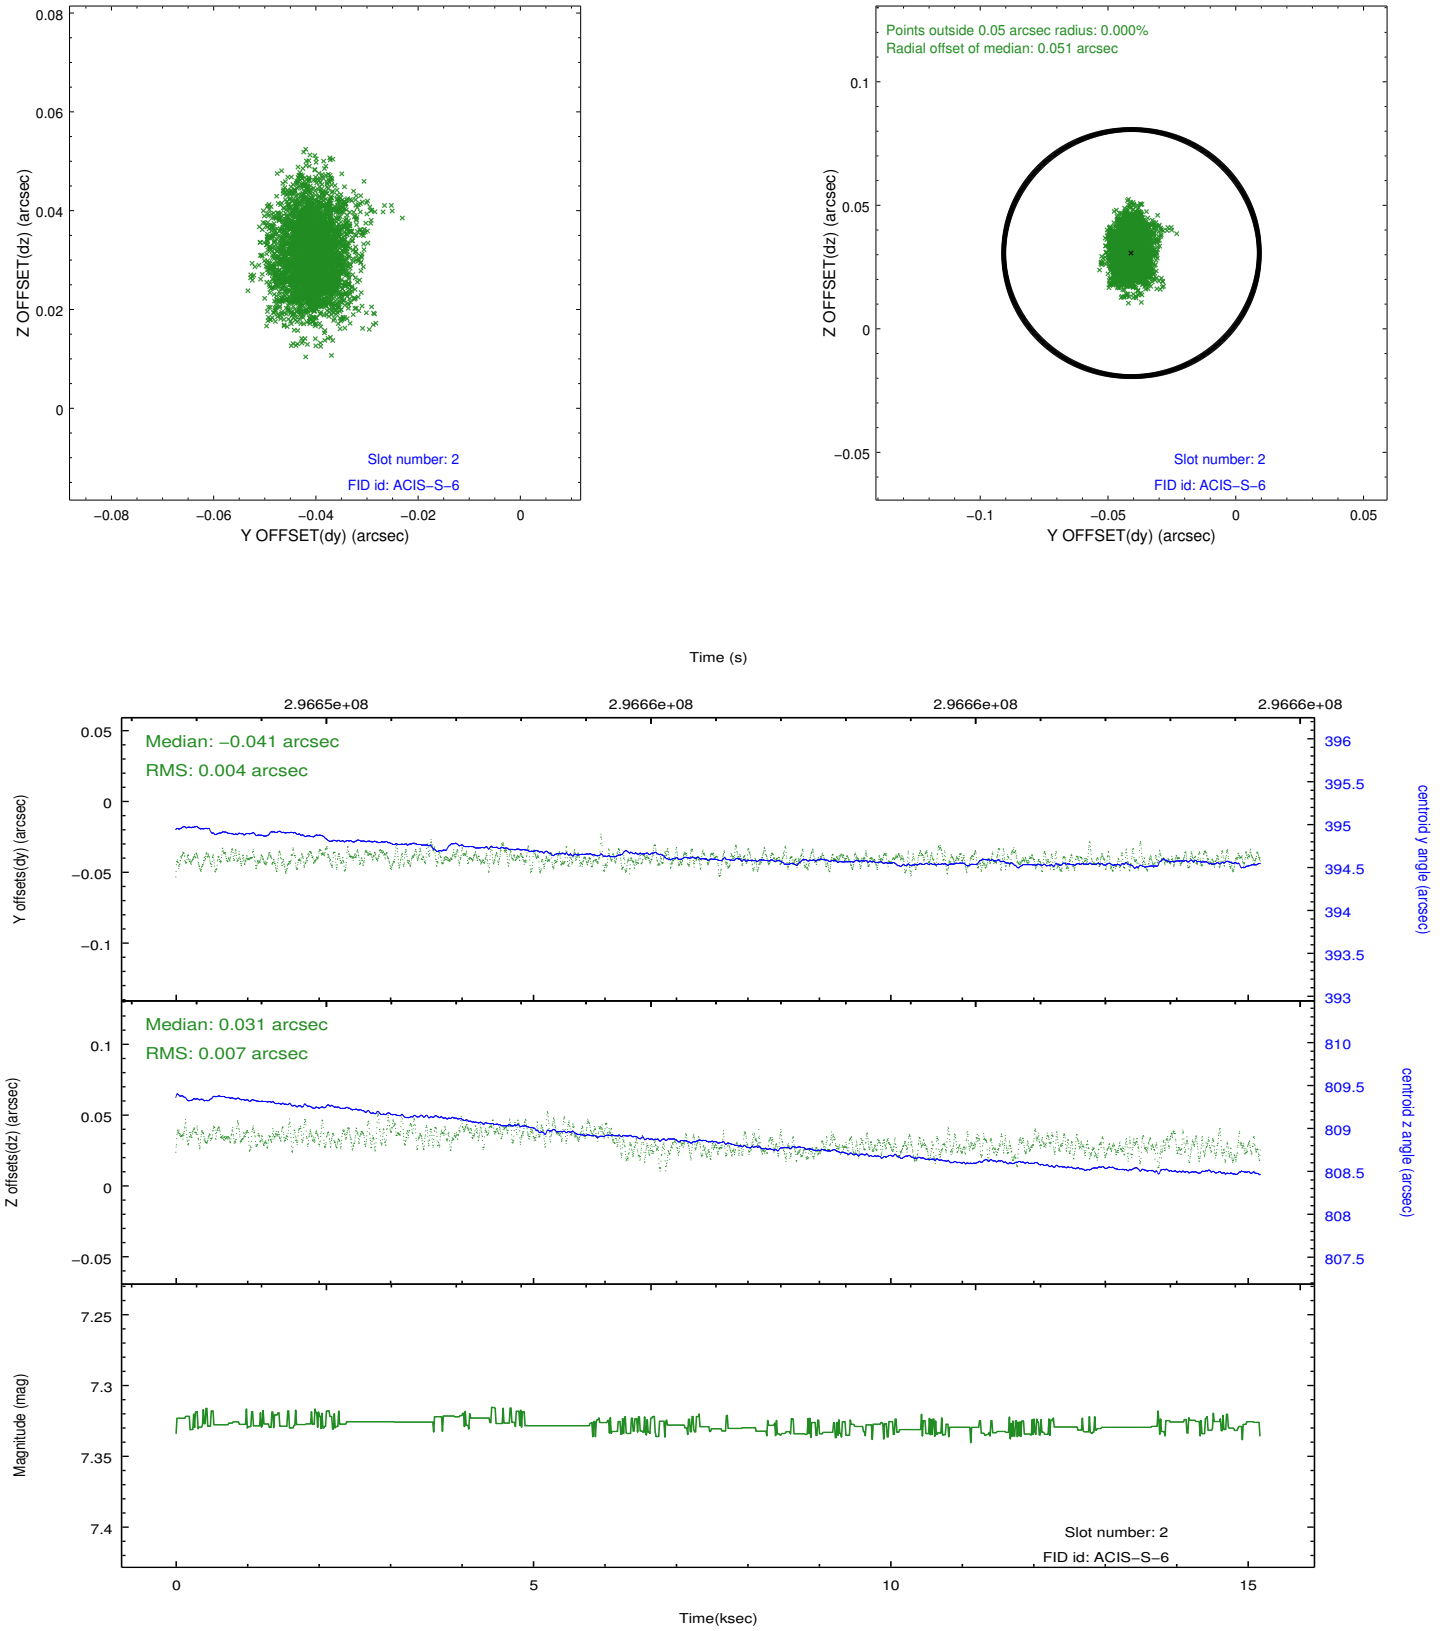 0.08
0.06
0.04
0.02
0
Z OFFSET(dz) (arcsec)
Slot number: 2
FID id: ACIS−S−6
−0.08 −0.06 −0.04 −0.02 0
Y OFFSET(dy) (arcsec)
Points outside 0.05 arcsec radius: 0.000%
Radial offset of median: 0.051 arcsec
0.1
0.05
0
−0.05
Z OFFSET(dz) (arcsec)
Slot number: 2
FID id: ACIS−S−6
−0.1 −0.05 0 0.05
Y OFFSET(dy) (arcsec)
Time (s)
2.9665e+08 2.9666e+08 2.9666e+08 2.9666e+08
Median: −0.041 arcsec
RMS: 0.004 arcsec
0.05
0
−0.05
−0.1
Y offsets(dy) (arcsec)
396
395.5
395
394.5
394
393.5
393
centroid y angle (arcsec)
Median: 0.031 arcsec
RMS: 0.007 arcsec
0.1
0.05
0
−0.05
Z offsets(dz) (arcsec)
810
809.5
809
808.5
808
807.5
centroid z angle (arcsec)
7.25
7.3
7.35
7.4
Magnitude (mag)
Slot number: 2
FID id: ACIS−S−6
0 5 10 15
Time(ksec)